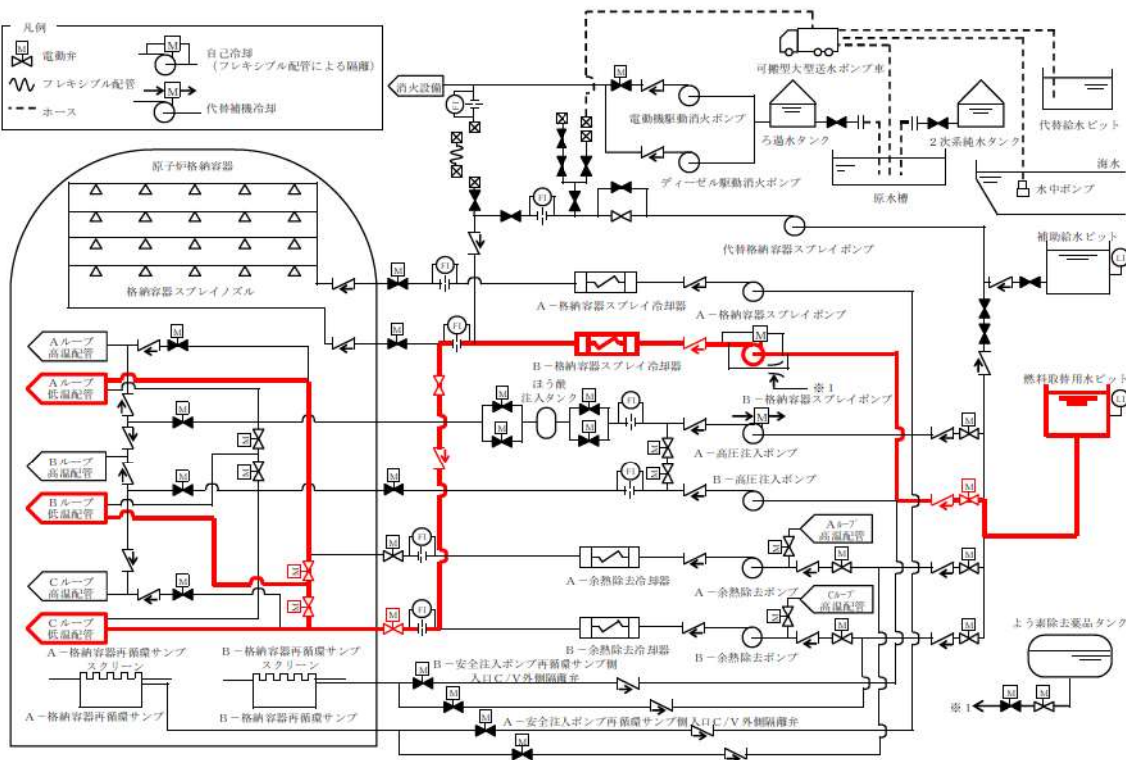 凡例
M
電動弁
フレキシブル配管
ホース
M
自己冷却
(フレキシブル配管による隔離)
M
代替補機冷却
消火設備
FI
M
電動機駆動消火ポンプ
ディーゼル駆動消火ポンプ
ろ過水タンク
可搬型大型送水ポンプ車
原水槽
2次系純水タンク
代替給水ピット
海水
水中ポンプ
FI
代替格納容器スプレイポンプ
補助給水ピット
LI
原子炉格納容器
格納容器スプレイノズル
M
FI
A-格納容器スプレイ冷却器
A-格納容器スプレイポンプ
M
FI
B-格納容器スプレイ冷却器
M
※1
B-格納容器スプレイポンプ
燃料取替用水ピット
LI
Aループ
高温配管
M
Aループ
低温配管
M
M
M
Bループ
高温配管
M
Bループ
低温配管
Cループ
高温配管
M
Cループ
低温配管
M
M
ほう酸
注入タンク
M
M
M
M
FI
M
M
M
A-高圧注入ポンプ
M
M
FI
B-高圧注入ポンプ
M
M
FI
A-余熱除去冷却器
A-余熱除去ポンプ
Aループ
高温配管
M
M
M
M
FI
B-余熱除去冷却器
B-余熱除去ポンプ
Cループ
高温配管
M
M
M
A-格納容器再循環サンプ
スクリーン
B-格納容器再循環サンプ
スクリーン
A-格納容器再循環サンプ
B-格納容器再循環サンプ
B-安全注入ポンプ再循環サンプ側
入口C/V外側隔離弁
M
M
A-安全注入ポンプ再循環サンプ側入口C/V外側隔離弁
M
M
よう素除去薬品タンク
※1
M
M